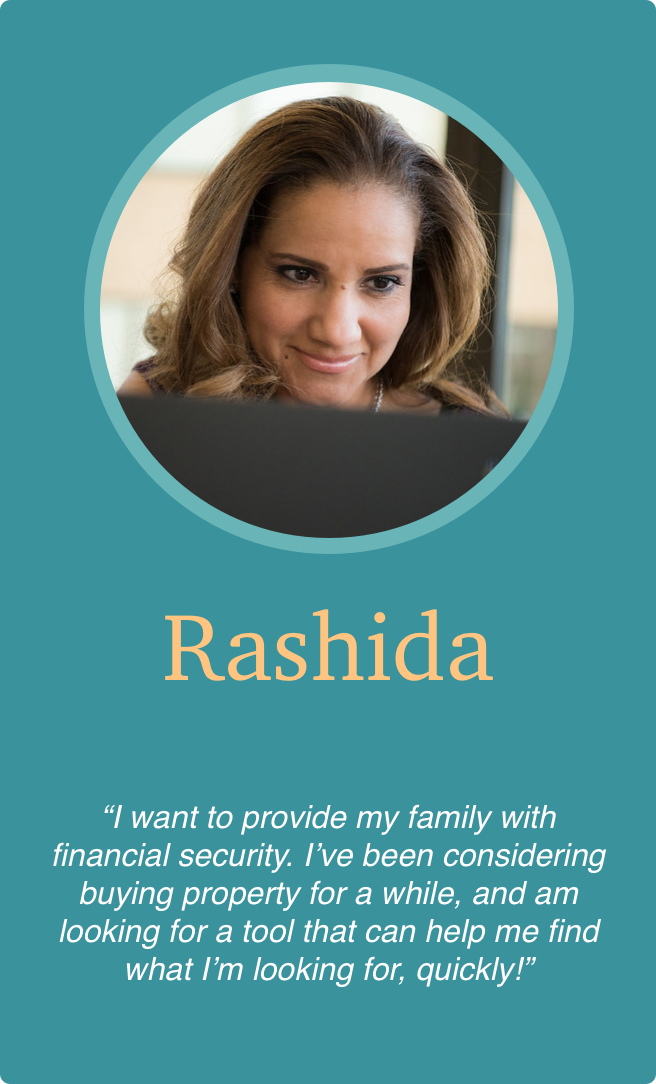 Rashida
“I want to provide my family with
financial security. I’ve been considering
buying property for a while, and am
looking for a tool that can help me find
what I’m looking for, quickly!”